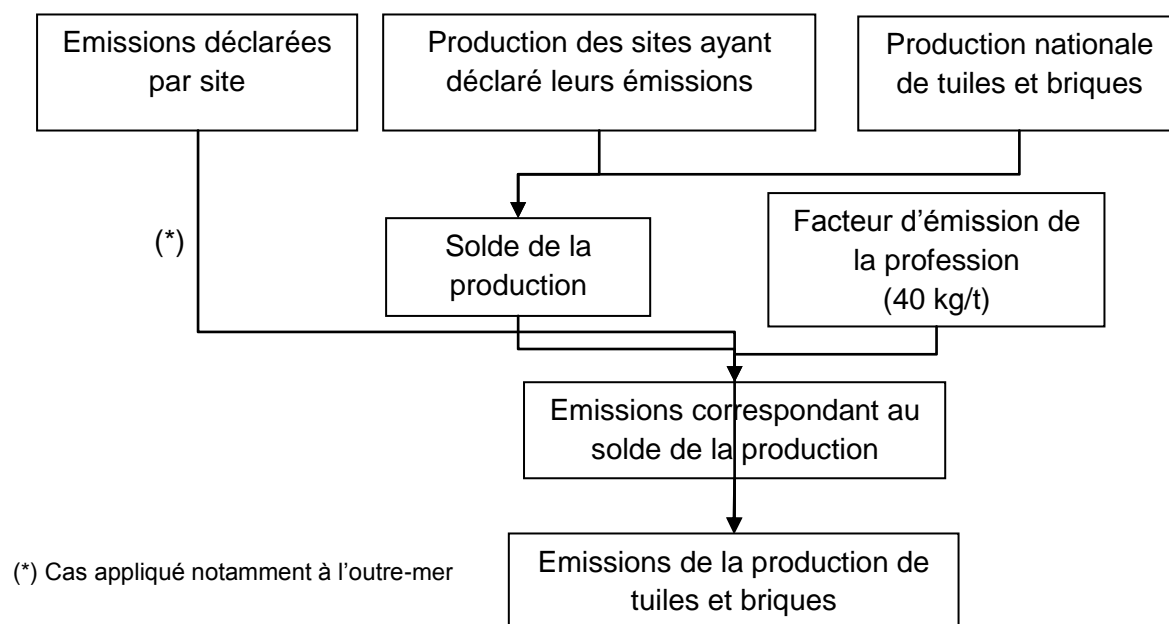 Emissions déclarées
par site
Production des sites ayant
déclaré leurs émissions
Production nationale
de tuiles et briques
(*)
Solde de la
production
Facteur d’émission de
la profession
(40 kg/t)
Emissions correspondant au
solde de la production
Emissions de la production de
tuiles et briques
(*) Cas appliqué notamment à l’outre-mer